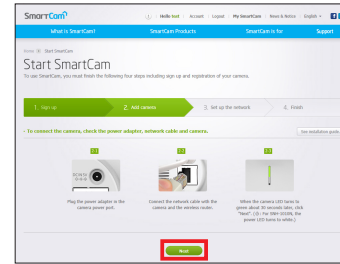 SmartCam
Hello test | Account | Logout My SmartCam | News & Notice English
What is SmartCam? SmartCam Products SmartCam is for Support
Home Start SmartCam
Start SmartCam
To use SmartCam, you must finish the following four steps including sign up and registration of your camera.
1. Sign up 2. Add camera 3. Set up the network 4. Finish
- To connect the camera, check the power adapter, network cable and camera.
See installation guide
Plug the power adapter in the
camera power port.
Connect the network cable with the
camera and the wireless router.
When the camera LED turns to
green about 30 seconds later, click
"Next".
power LED turns to white.)
Next